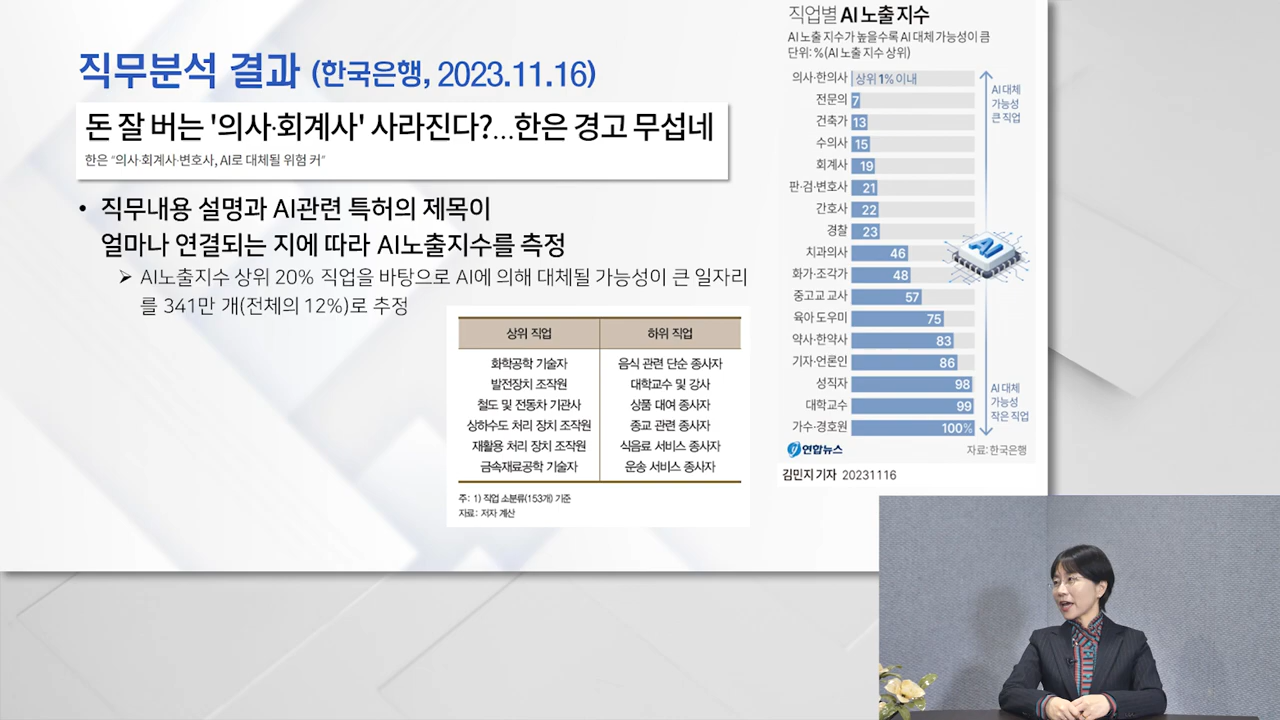 직무분석 결과 (한국은행, 2023.11.16)
돈 잘 버는 '의사·회계사' 사라진다?...한은 경고 무섭네
한은 "의사·회계사·변호사, AI로 대체될 위험 커"
• 직무내용 설명과 AI관련 특허의 제목이
얼마나 연결되는 지에 따라 AI노출지수를 측정
➢ AI노출지수 상위 20% 직업을 바탕으로 AI에 의해 대체될 가능성이 큰 일자리
를 341만 개(전체의 12%)로 추정
상위 직업 하위 직업
화학공학 기술자 음식 관련 단순 종사자
발전장치 조작원 대학교수 및 강사
철도 및 전동차 기관사 상품 대여 종사자
상하수도 처리 장치 조작원 종교 관련 종사자
재활용 처리 장치 조작원 식음료 서비스 종사자
금속재료공학 기술자 운송 서비스 종사자
주: 1) 직업 소분류(153개) 기준
자료: 저자 계산
직업별 AI 노출 지수
AI 노출 지수가 높을수록 AI 대체 가능성이 큼
단위: %(AI 노출 지수 상위)
의사·한의사 상위 1% 이내
전문의 7
건축가 13
수의사 15
회계사 19
판·검·변호사 21
간호사 22
경찰 23
치과의사 46
화가·조각가 48
중고교 교사 57
육아 도우미 75
약사·한약사 83
기자·언론인 86
성직자 98
대학교수 99
가수·경호원 100%
AI 대체
가능성
큰 직업
AI
AI 대체
가능성
작은 직업
연합뉴스 자료: 한국은행
김민지 기자 20231116